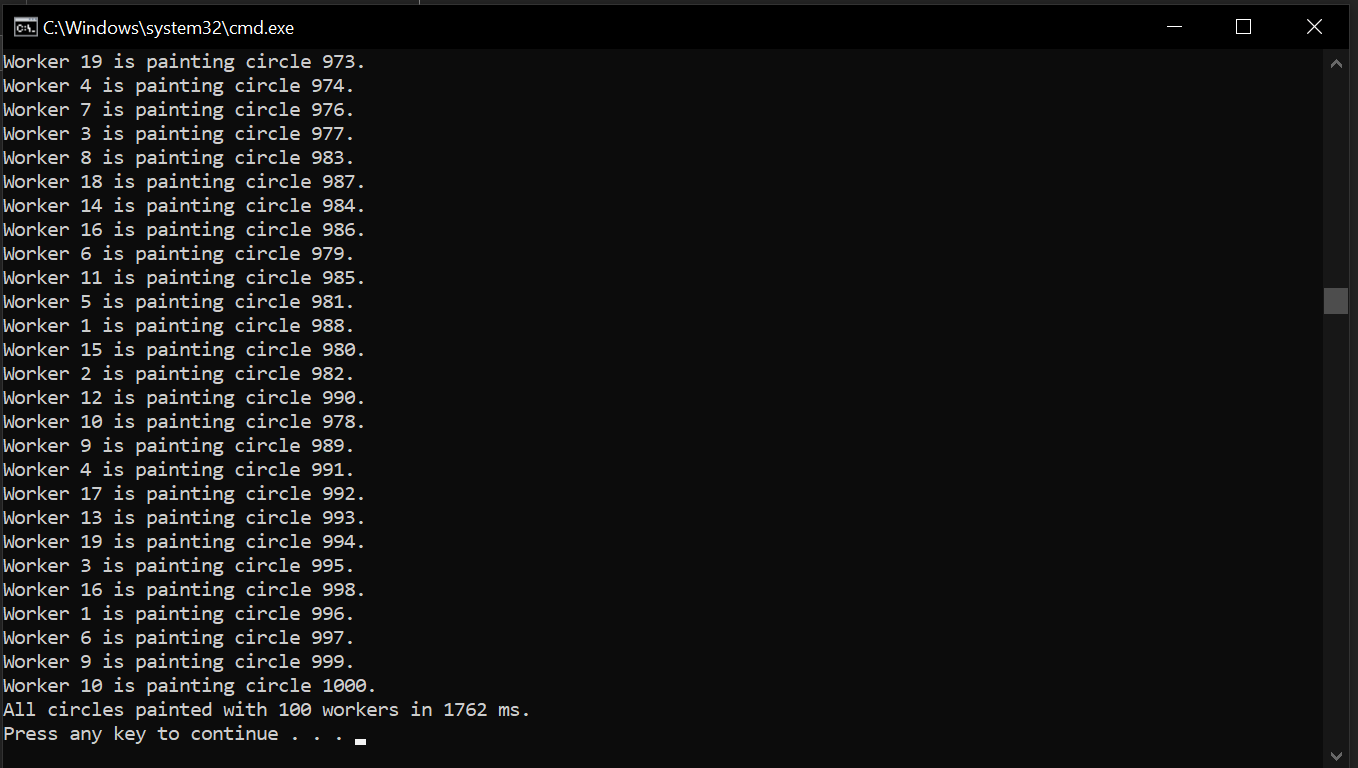 C:\Windows\system32\cmd.exe
Worker 19 is painting circle 973.
Worker 4 is painting circle 974.
Worker 7 is painting circle 976.
Worker 3 is painting circle 977.
Worker 8 is painting circle 983.
Worker 18 is painting circle 987.
Worker 14 is painting circle 984.
Worker 16 is painting circle 986.
Worker 6 is painting circle 979.
Worker 11 is painting circle 985.
Worker 5 is painting circle 981.
Worker 1 is painting circle 988.
Worker 15 is painting circle 980.
Worker 2 is painting circle 982.
Worker 12 is painting circle 990.
Worker 10 is painting circle 978.
Worker 9 is painting circle 989.
Worker 4 is painting circle 991.
Worker 17 is painting circle 992.
Worker 13 is painting circle 993.
Worker 19 is painting circle 994.
Worker 3 is painting circle 995.
Worker 16 is painting circle 998.
Worker 1 is painting circle 996.
Worker 6 is painting circle 997.
Worker 9 is painting circle 999.
Worker 10 is painting circle 1000.
All circles painted with 100 workers in 1762 ms.
Press any key to continue . . .